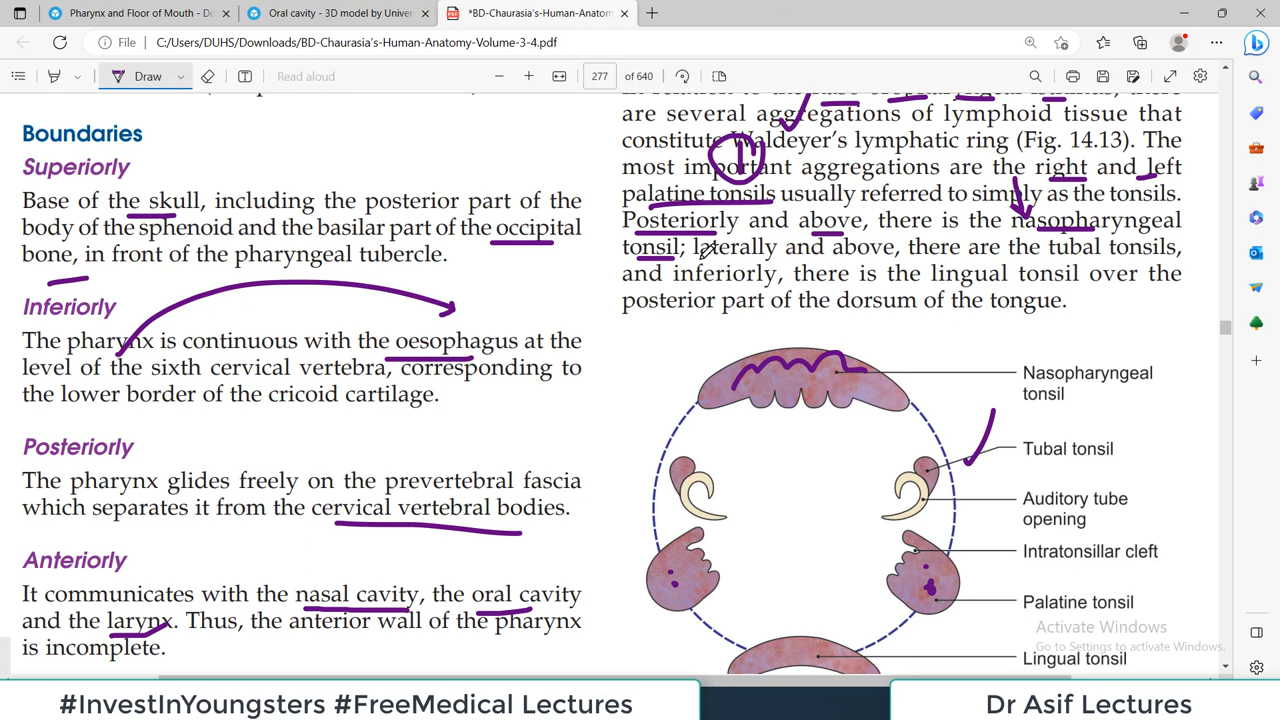 Pharynx and Floor of Mouth - Do
Oral cavity - 3D model by Univer
*BD-Chaurasia's-Human-Anatom
File
C:/Users/DUHS/Downloads/BD-Chaurasia's-Human-Anatomy-Volume-3-4.pdf
Draw
Read aloud
277
of 640
Boundaries
Superiorly
Base of the skull, including the posterior part of the
body of the sphenoid and the basilar part of the occipital
bone, in front of the pharyngeal tubercle.
Inferiorly
The pharynx is continuous with the oesophagus at the
level of the sixth cervical vertebra, corresponding to
the lower border of the cricoid cartilage.
Posteriorly
The pharynx glides freely on the prevertebral fascia
which separates it from the cervical vertebral bodies.
Anteriorly
It communicates with the nasal cavity, the oral cavity
and the larynx. Thus, the anterior wall of the pharynx
is incomplete.
are several aggregations of lymphoid tissue that
constitute Waldeyer's lymphatic ring (Fig. 14.13). The
most important aggregations are the right and left
palatine tonsils usually referred to simply as the tonsils.
Posteriorly and above, there is the nasopharyngeal
tonsil; laterally and above, there are the tubal tonsils,
and inferiorly, there is the lingual tonsil over the
posterior part of the dorsum of the tongue.
1
Nasopharyngeal
tonsil
Tubal tonsil
Auditory tube
opening
Intratonsillar cleft
Palatine tonsil
Lingual tonsil
Activate Windows
Go to Settings to activate Windows.
#InvestInYoungsters #FreeMedical Lectures
Dr Asif Lectures